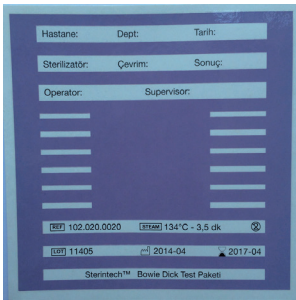 Hastane: Dept: Tarih:
Sterilizatör: Çevrim: Sonuç:
Operator: Supervisor:
REF 102.020.0020 STEAM 134°C - 3,5 dk 2
LOT 11405 2014-04 2017-04
Sterintech™ Bowie Dick Test Paketi